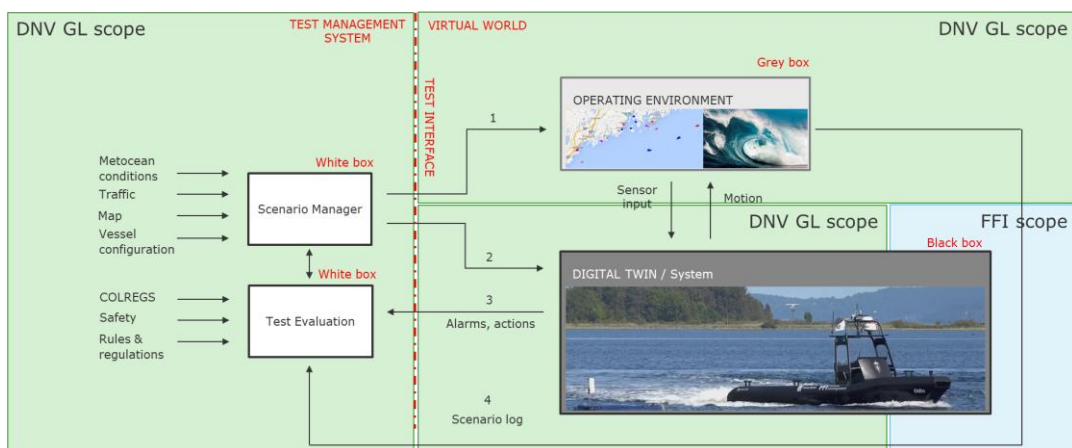 DNV GL scope
TEST MANAGEMENT
SYSTEM
VIRTUAL WORLD
DNV GL scope
TEST INTERFACE
Grey box
OPERATING ENVIRONMENT
1
Metocean
conditions
Traffic
Map
Vessel
configuration
White box
Scenario Manager
Sensor
input
Motion
DNV GL scope
FFI scope
Black box
2
DIGITAL TWIN / System
White box
COLREGS
Safety
Rules &
regulations
Test Evaluation
3
Alarms, actions
4
Scenario log